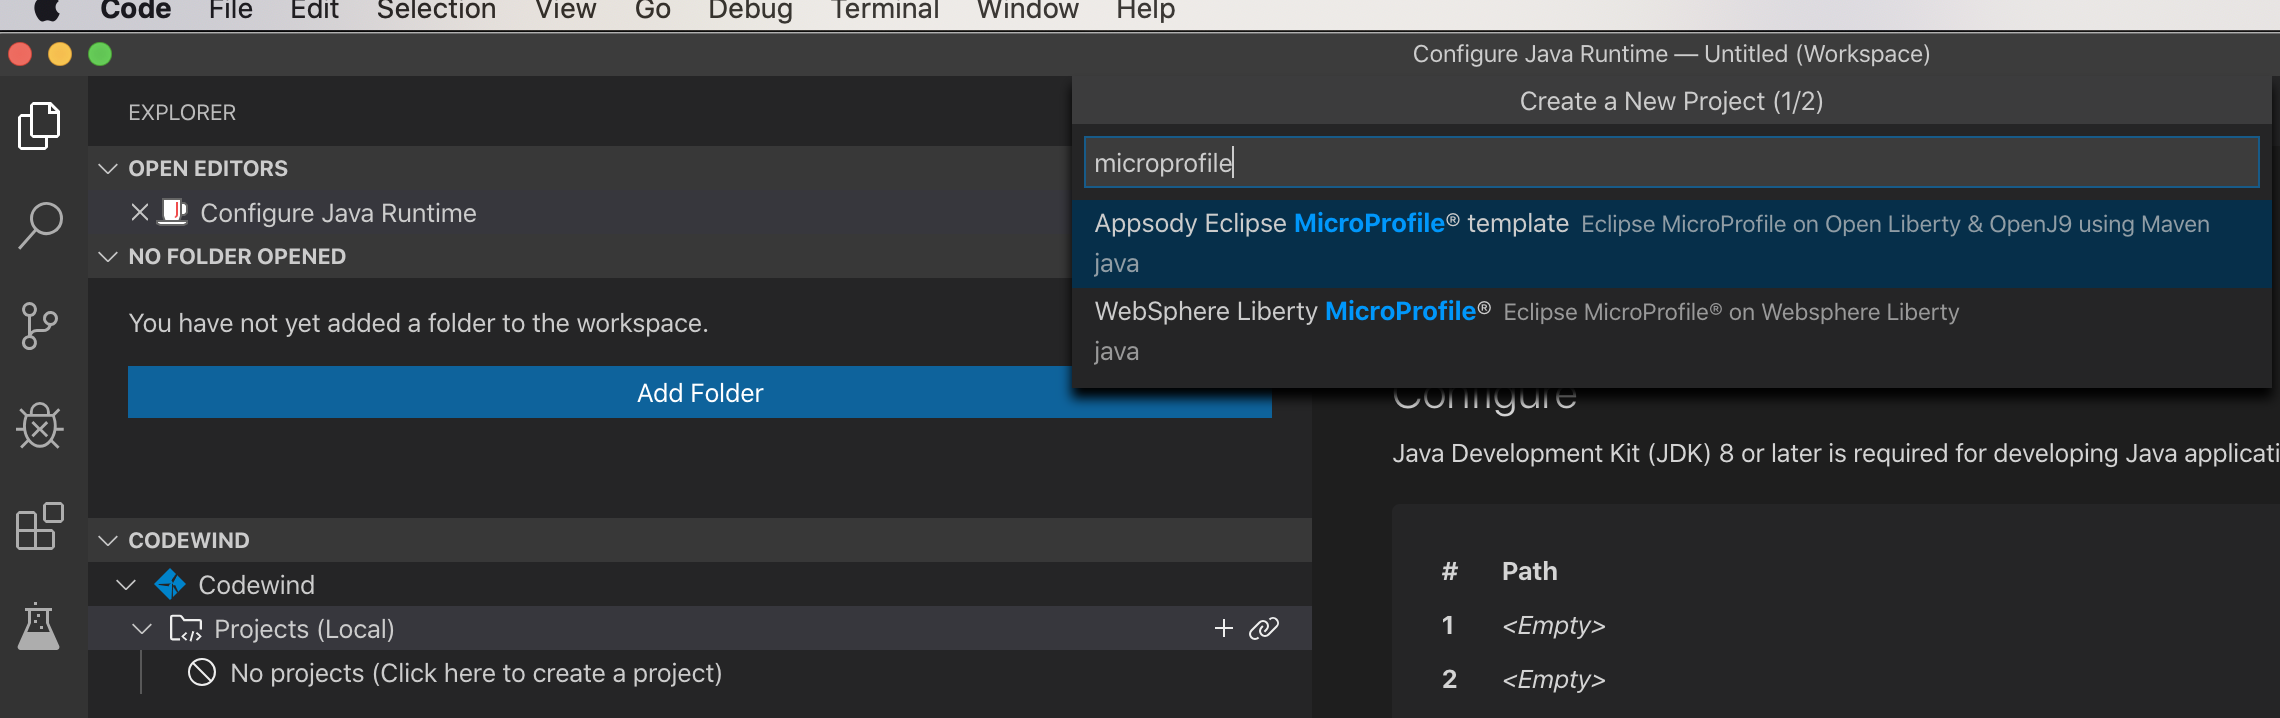 Code File Edit Selection View Go Debug Terminal Window Help
Configure Java Runtime — Untitled (Workspace)
EXPLORER
OPEN EDITORS
Configure Java Runtime
NO FOLDER OPENED
You have not yet added a folder to the workspace.
Add Folder
CODEWIND
Codewind
Projects (Local)
No projects (Click here to create a project)
Create a New Project (1/2)
microprofile
Appsody Eclipse MicroProfile® template Eclipse MicroProfile on Open Liberty & OpenJ9 using Maven
java
WebSphere Liberty MicroProfile® Eclipse MicroProfile® on Websphere Liberty
java
Configure
Java Development Kit (JDK) 8 or later is required for developing Java applicati
# Path
1 <Empty>
2 <Empty>